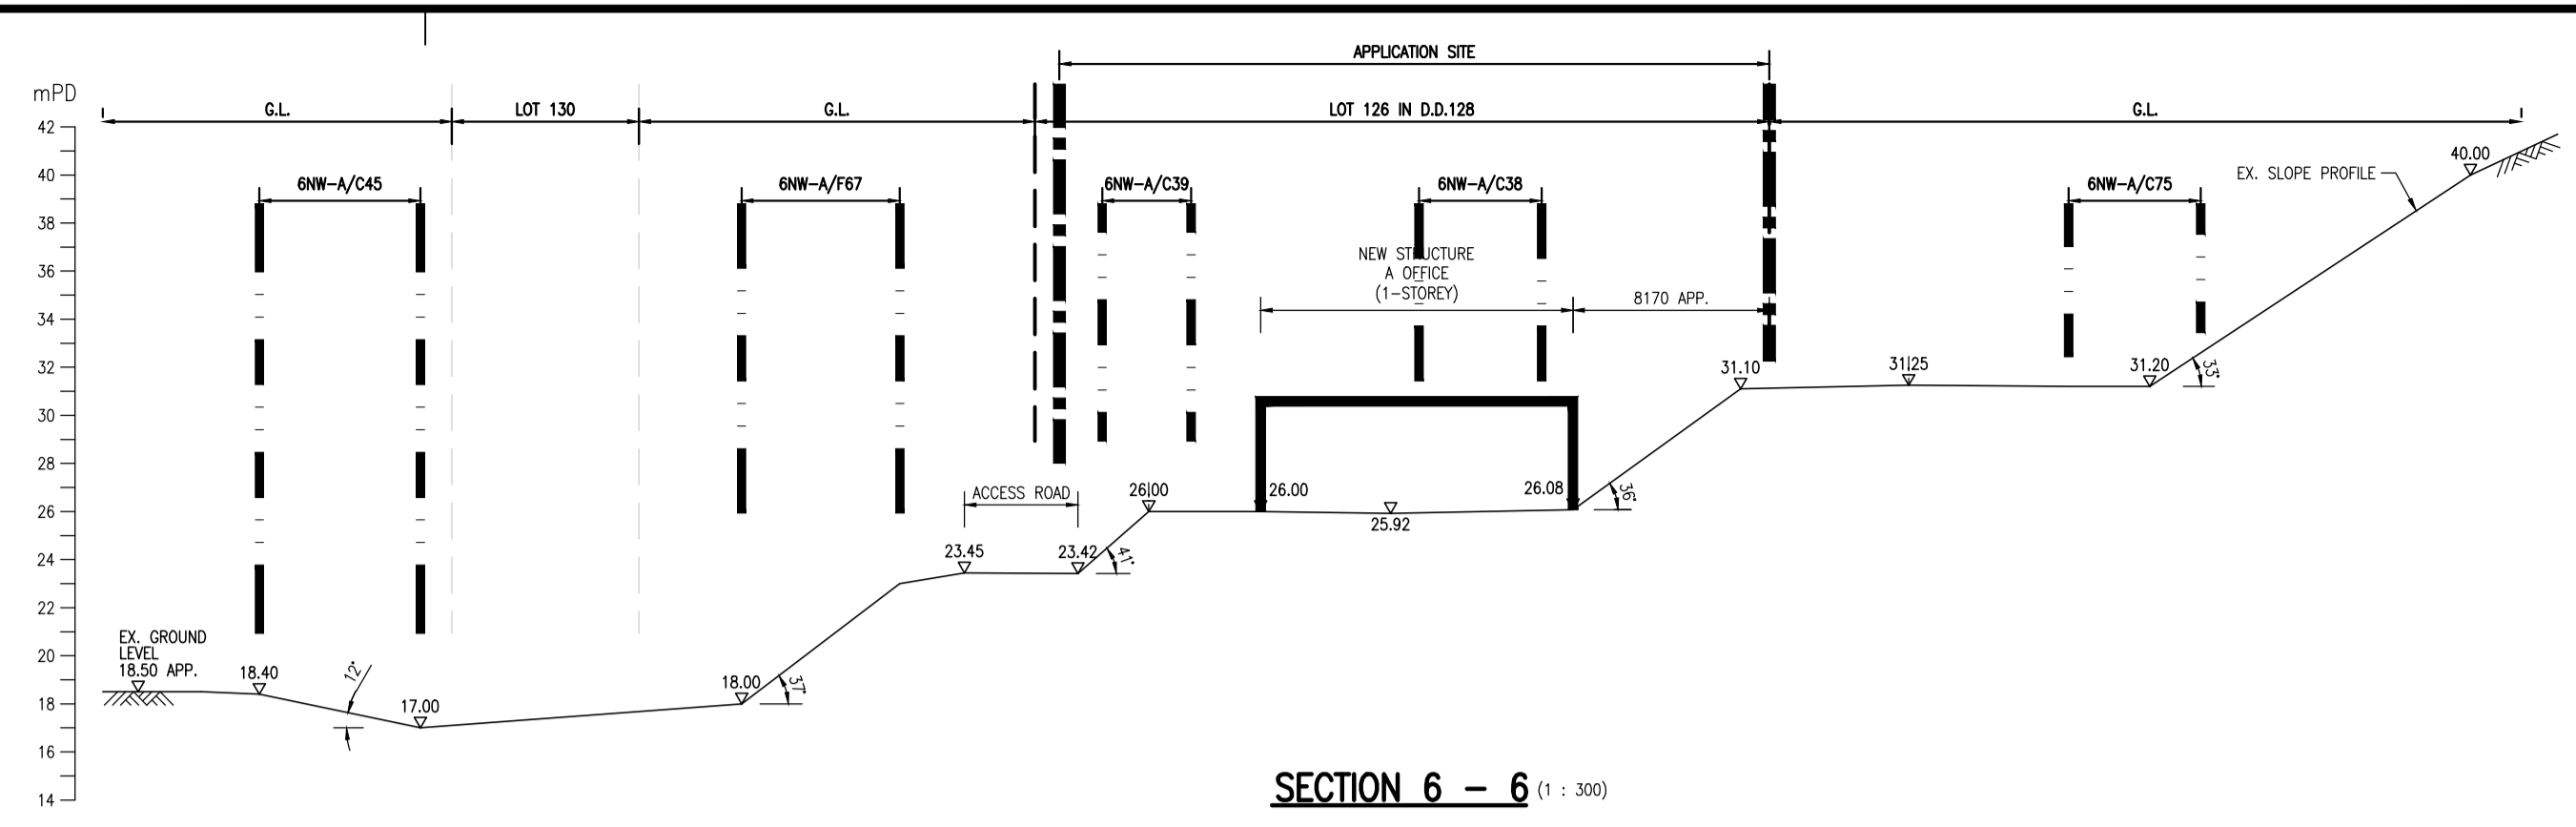 APPLICATION SITE
mPD
G.L.
LOT 130
G.L.
LOT 126 IN D.D.128
G.L.
42
40
38
36
34
32
30
28
26
24
22
20
18
16
14
6NW-A/C45
6NW-A/F67
6NW-A/C39
6NW-A/C38
6NW-A/C75
EX. SLOPE PROFILE
40.00
NEW STRUCTURE
A OFFICE
(1-STOREY)
8170 APP.
31.10
31.25
31.20
33°
ACCESS ROAD
26.00
26.00
25.92
26.08
36°
23.45
23.42
41°
EX. GROUND
LEVEL
18.50 APP.
18.40
12°
17.00
18.00
37°
SECTION 6 - 6 (1 : 300)